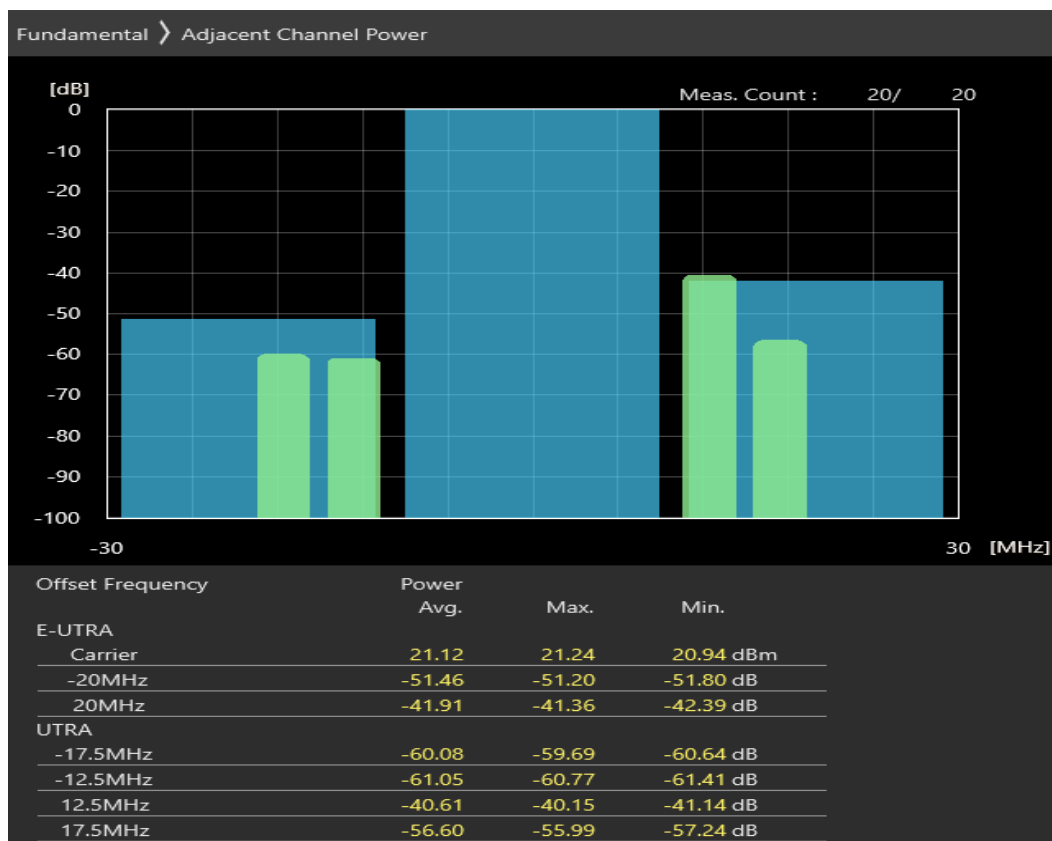 Fundamental 〉 Adjacent Channel Power
[dB]
Meas. Count : 20/ 20
0
-10
-20
-30
-40
-50
-60
-70
-80
-90
-100
-30 30 [MHz]
Offset Frequency Power
Avg. Max. Min.
E-UTRA
Carrier 21.12 21.24 20.94 dBm
-20MHz -51.46 -51.20 -51.80 dB
20MHz -41.91 -41.36 -42.39 dB
UTRA
-17.5MHz -60.08 -59.69 -60.64 dB
-12.5MHz -61.05 -60.77 -61.41 dB
12.5MHz -40.61 -40.15 -41.14 dB
17.5MHz -56.60 -55.99 -57.24 dB